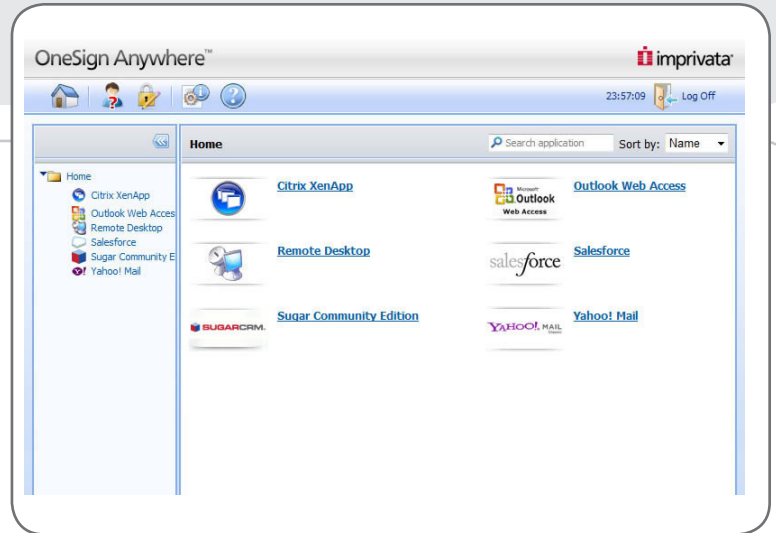 OneSign Anywhere™
imprivata
23:57:09 Log Off
Home Search application Sort by: Name
Home
Citrix XenApp
Outlook Web Acces
Remote Desktop
Salesforce
Sugar Community E
Yahoo! Mail
Citrix XenApp
Microsoft Outlook Web Access
Outlook Web Access
Remote Desktop
salesforce
Salesforce
SUGARCRM.
Sugar Community Edition
YAHOO! MAIL
Yahoo! Mail